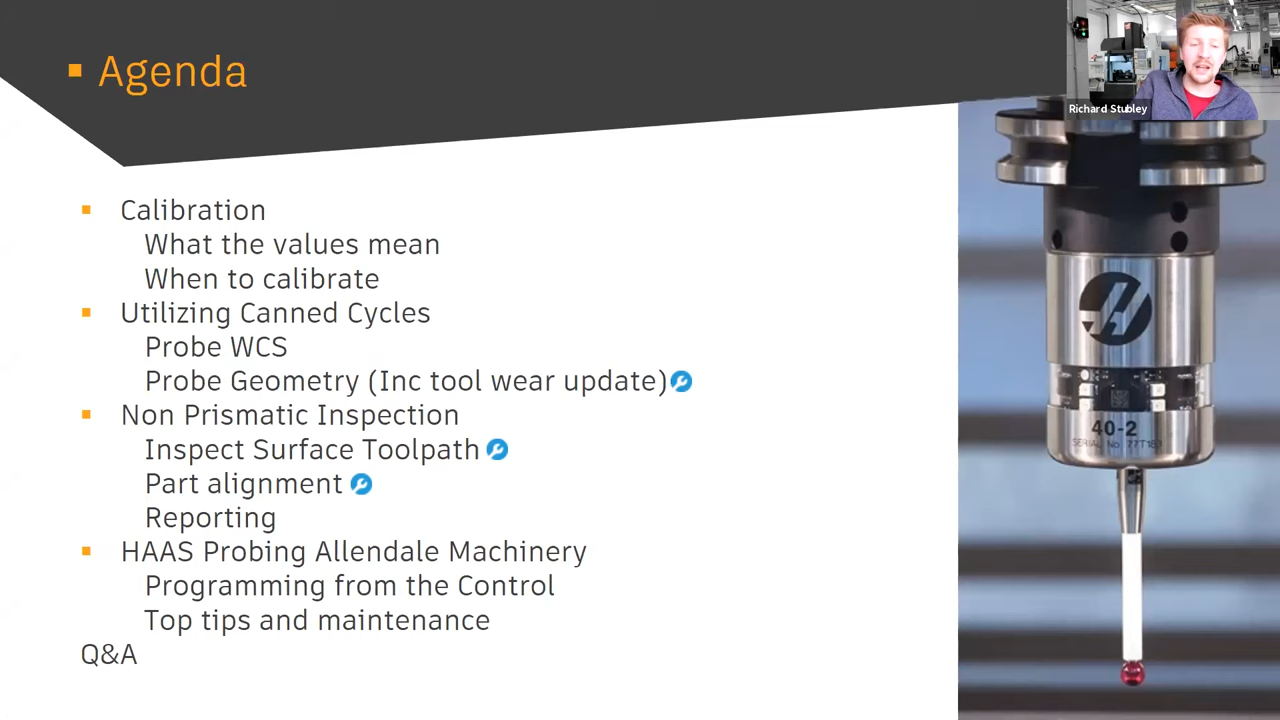 Agenda
Richard Stubley
Calibration
What the values mean
When to calibrate
Utilizing Canned Cycles
Probe WCS
Probe Geometry (Inc tool wear update)
Non Prismatic Inspection
Inspect Surface Toolpath
Part alignment
Reporting
HAAS Probing Allendale Machinery
Programming from the Control
Top tips and maintenance
Q&A
40-2
SERIAL No.